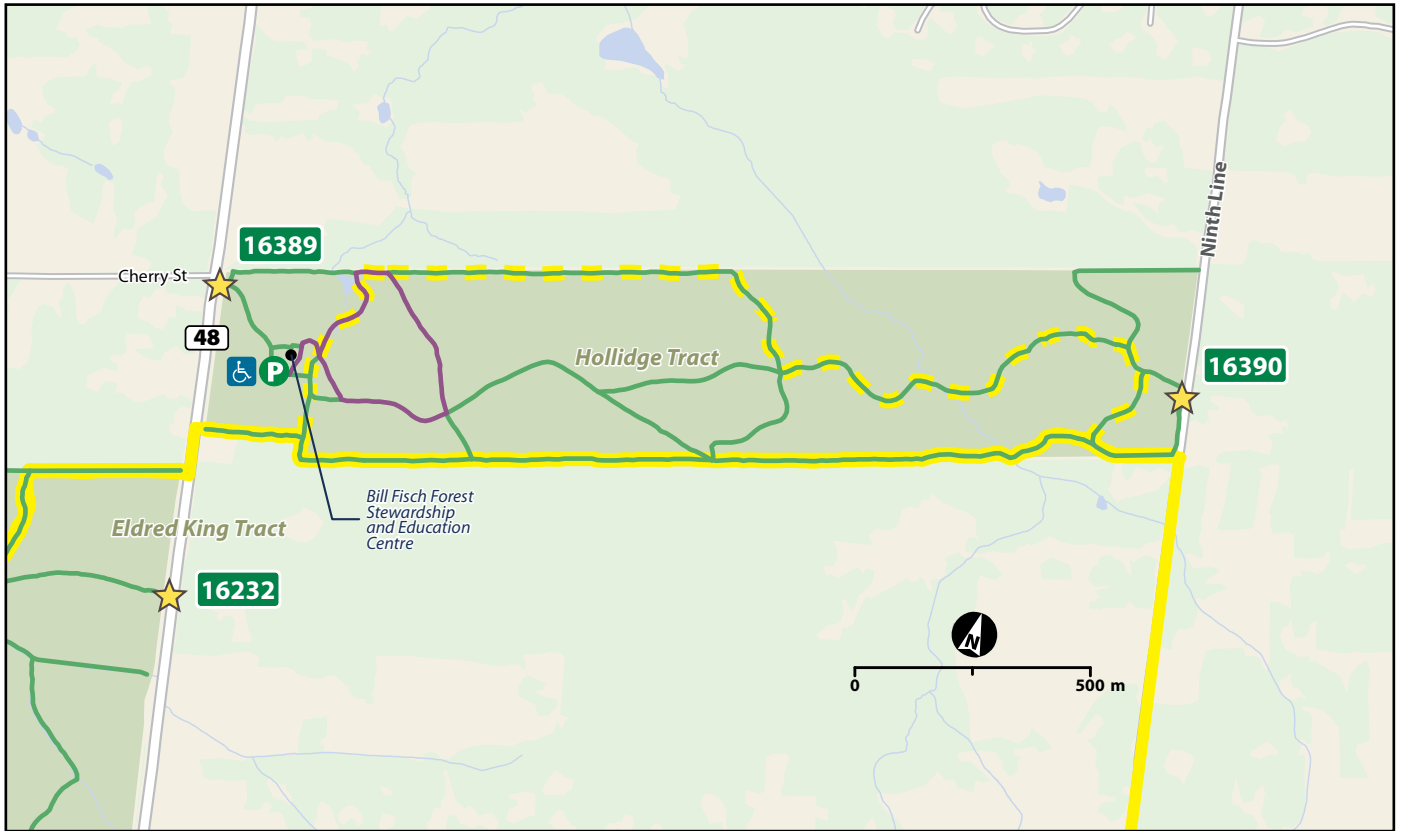 16389
Cherry St
Ninth Line
48
P
Hollidge Tract
16390
Bill Fisch Forest
Stewardship
and Education
Centre
Eldred King Tract
16232
N
0
500 m